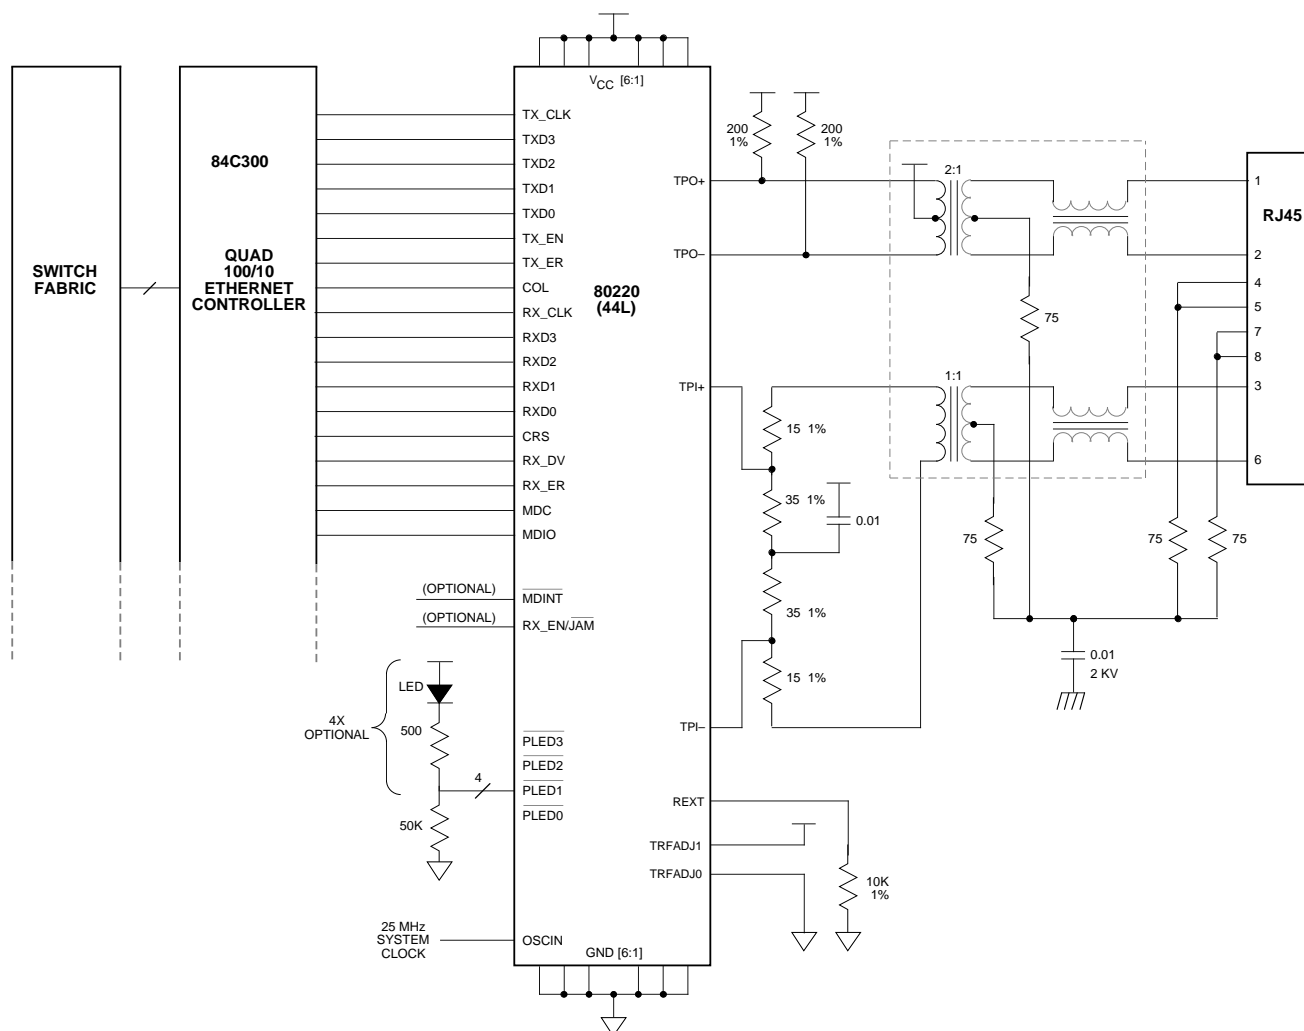 V_CC [6:1]
SWITCH
FABRIC
84C300
QUAD
100/10
ETHERNET
CONTROLLER
TX_CLK
TXD3
TXD2
TXD1
TXD0
TX_EN
TX_ER
COL
RX_CLK
RXD3
RXD2
RXD1
RXD0
CRS
RX_DV
RX_ER
MDC
MDIO
(OPTIONAL)
MDINT
(OPTIONAL)
RX_EN/JAM
LED
4X
OPTIONAL
500
4
50K
PLED3
PLED2
PLED1
PLED0
25 MHz
SYSTEM
CLOCK
OSCIN
GND [6:1]
80220
(44L)
TPO+
TPO–
TPI+
TPI–
REXT
TRFADJ1
TRFADJ0
200
1%
200
1%
2:1
75
1:1
15 1%
35 1%
0.01
35 1%
15 1%
10K
1%
75
75
75
0.01
2 KV
RJ45
1
2
4
5
7
8
3
6